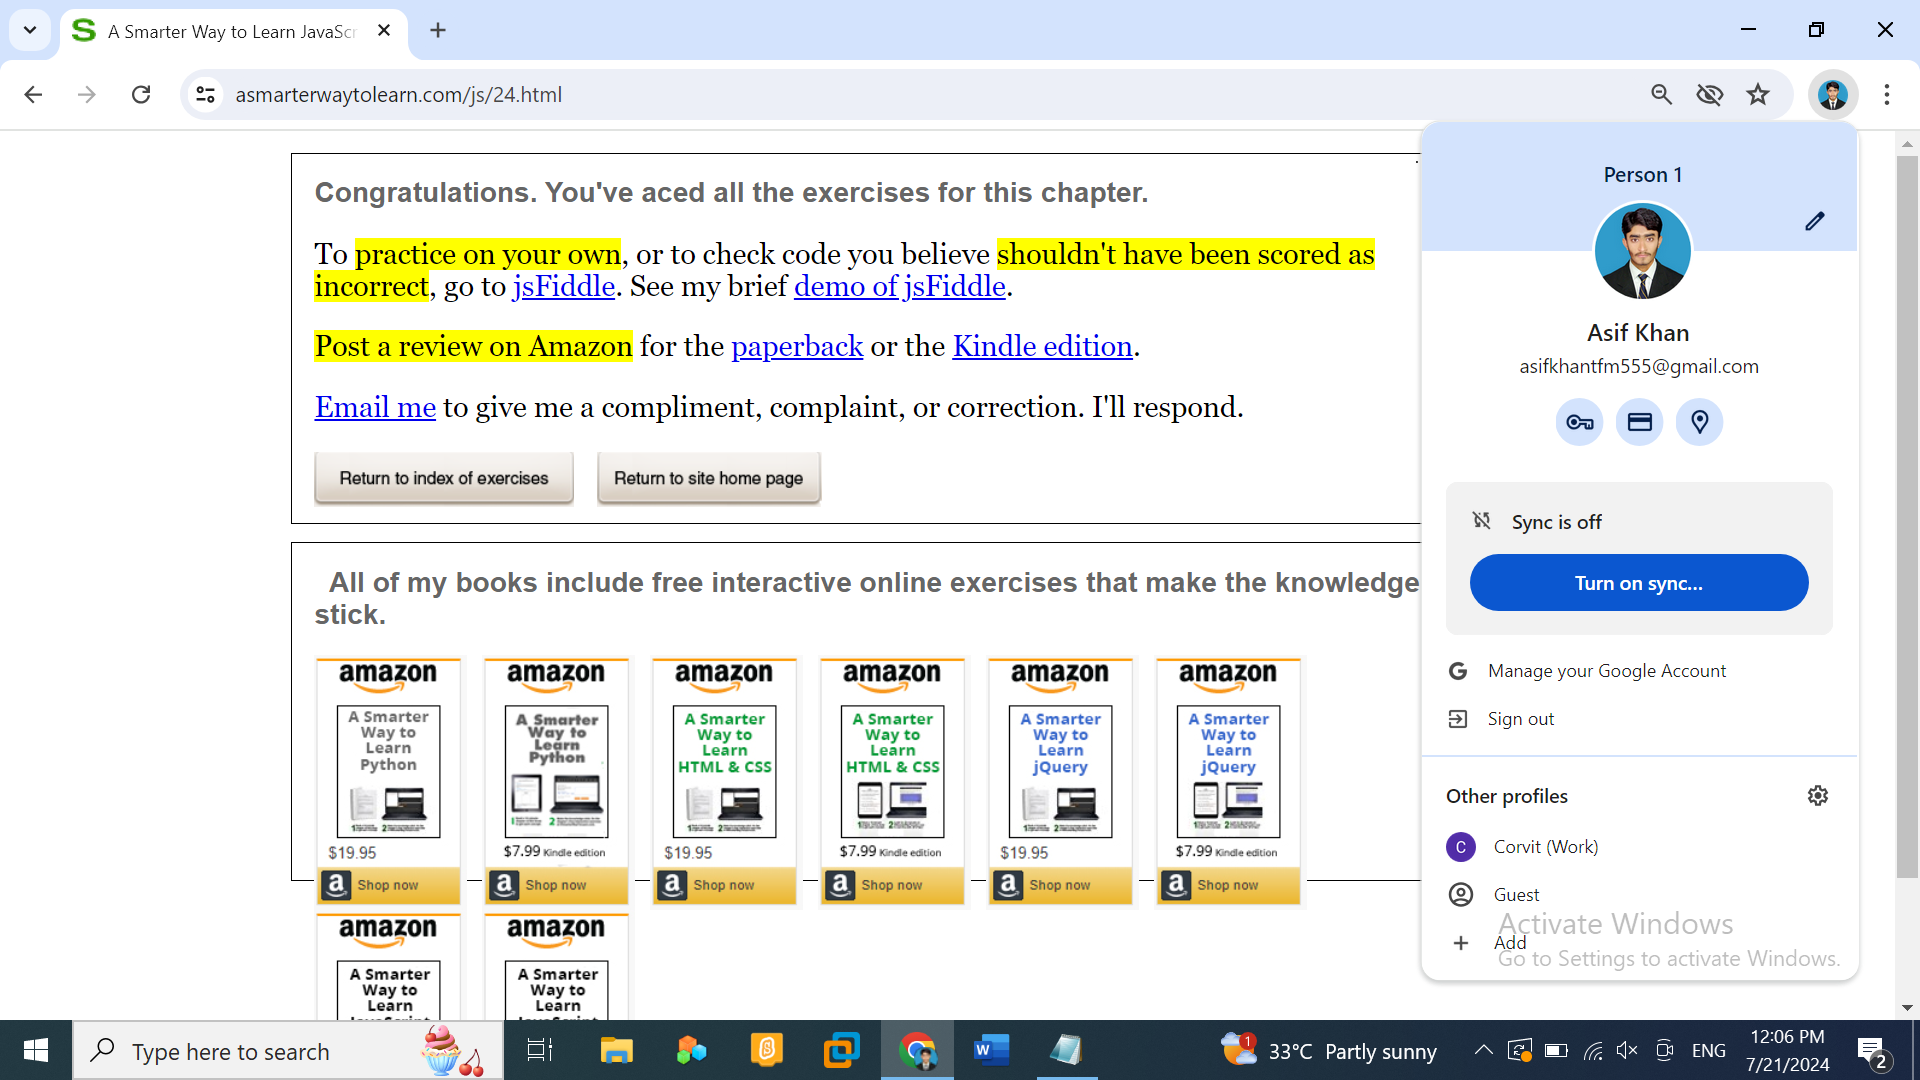 A Smarter Way to Learn JavaScr
asmarterwaytolearn.com/js/24.html
Congratulations. You've aced all the exercises for this chapter.
To practice on your own, or to check code you believe shouldn't have been scored as
incorrect, go to jsFiddle. See my brief demo of jsFiddle.
Post a review on Amazon for the paperback or the Kindle edition.
Email me to give me a compliment, complaint, or correction. I'll respond.
Return to index of exercises Return to site home page
All of my books include free interactive online exercises that make the knowledge
stick.
amazon
A Smarter
Way to
Learn
Python
$19.95
Shop now
amazon
A Smarter
Way to
Learn
Python
$7.99 Kindle edition
Shop now
amazon
A Smarter
Way to
Learn
HTML & CSS
$19.95
Shop now
amazon
A Smarter
Way to
Learn
HTML & CSS
$7.99 Kindle edition
Shop now
amazon
A Smarter
Way to
Learn
jQuery
$19.95
Shop now
amazon
A Smarter
Way to
Learn
jQuery
$7.99 Kindle edition
Shop now
amazon
A Smarter
Way to
Learn
amazon
A Smarter
Way to
Learn
Person 1
Asif Khan
asifkhantfm555@gmail.com
Sync is off
Turn on sync...
Manage your Google Account
Sign out
Other profiles
C Corvit (Work)
Guest
Add
Activate Windows
Go to Settings to activate Windows.
Type here to search
1
33°C Partly sunny
ENG
12:06 PM
7/21/2024
2